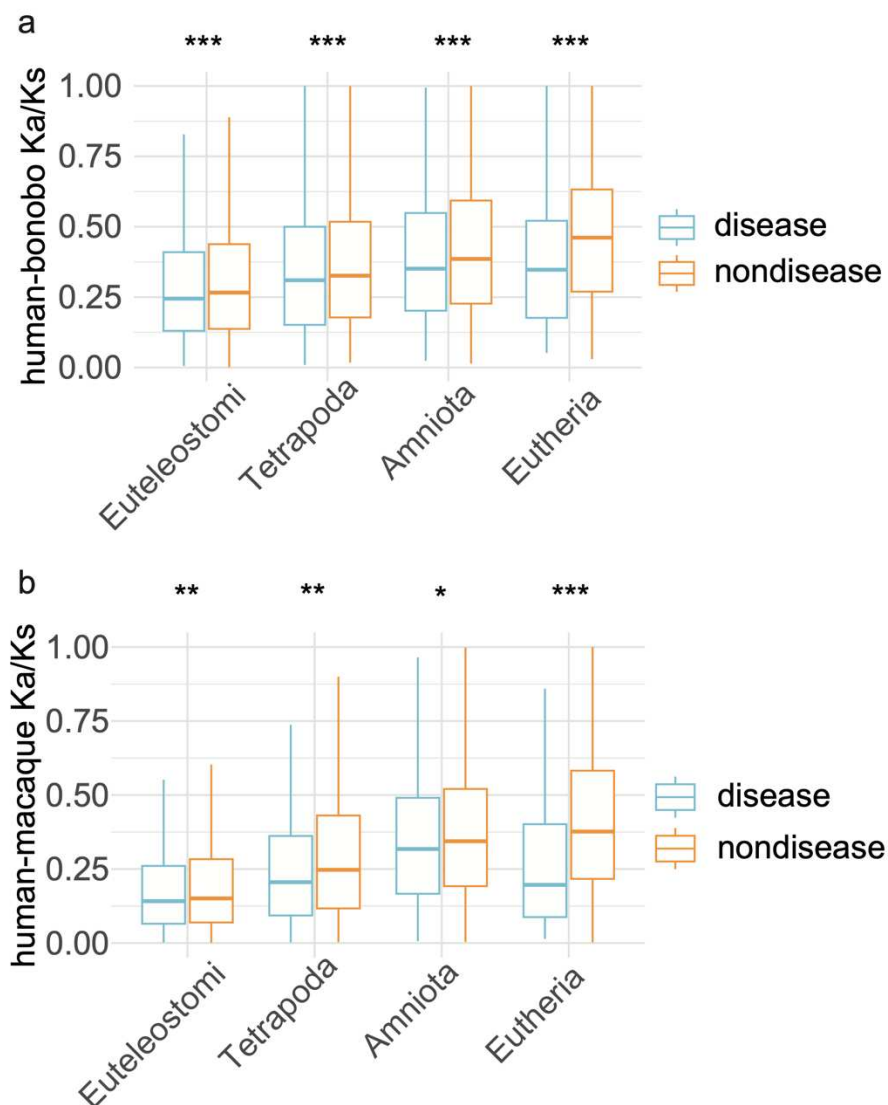 a
*** *** *** ***
human-bonobo Ka/Ks
1.00
0.75
0.50
0.25
0.00
Euteleostomi
Tetrapoda
Amniota
Eutheria
disease
nondisease
b
** ** * ***
human-macaque Ka/Ks
1.00
0.75
0.50
0.25
0.00
Euteleostomi
Tetrapoda
Amniota
Eutheria
disease
nondisease